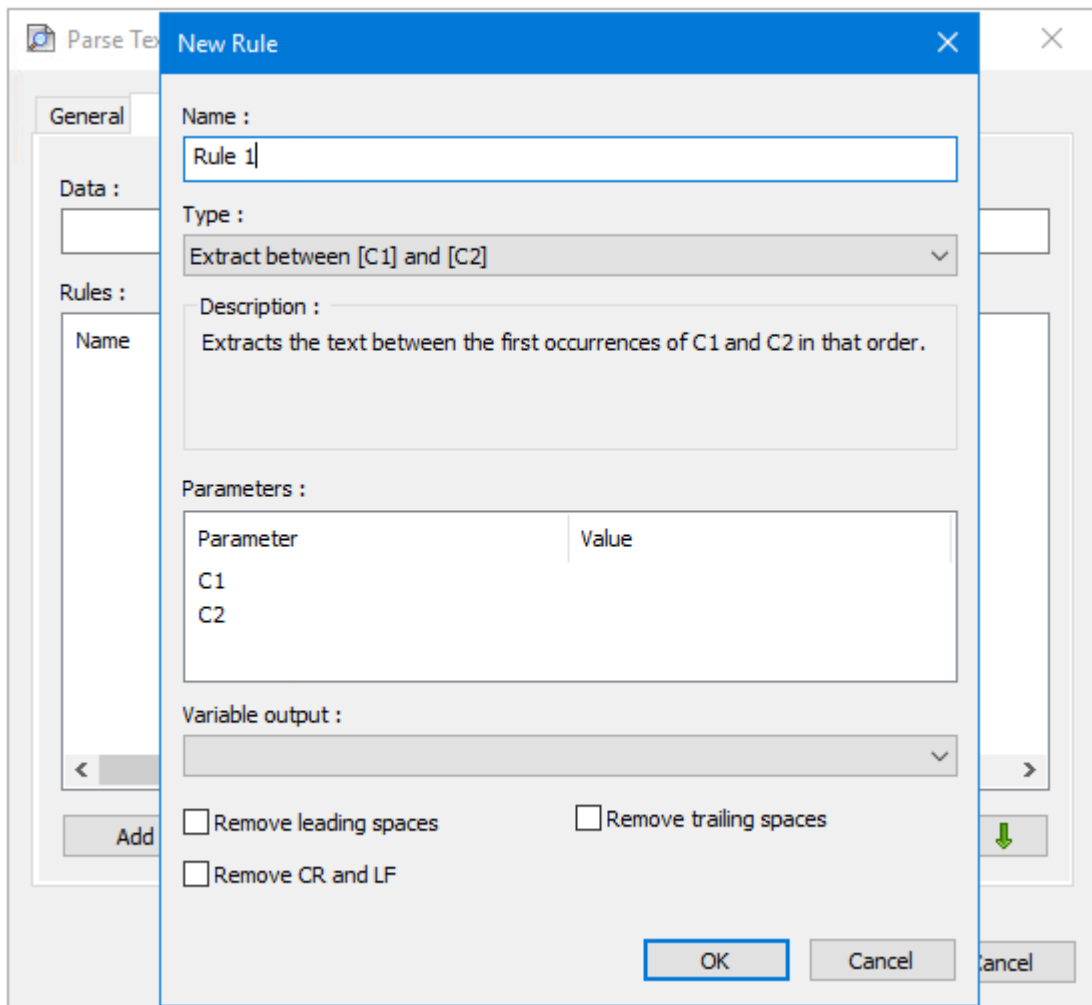 Parse Tex
New Rule
General
Name :
Rule 1
Data :
Type :
Extract between [C1] and [C2]
Rules :
Description :
Name
Extracts the text between the first occurrences of C1 and C2 in that order.
Parameters :
Parameter Value
C1
C2
Variable output :
Remove leading spaces Remove trailing spaces
Add
Remove CR and LF
OK Cancel
ancel